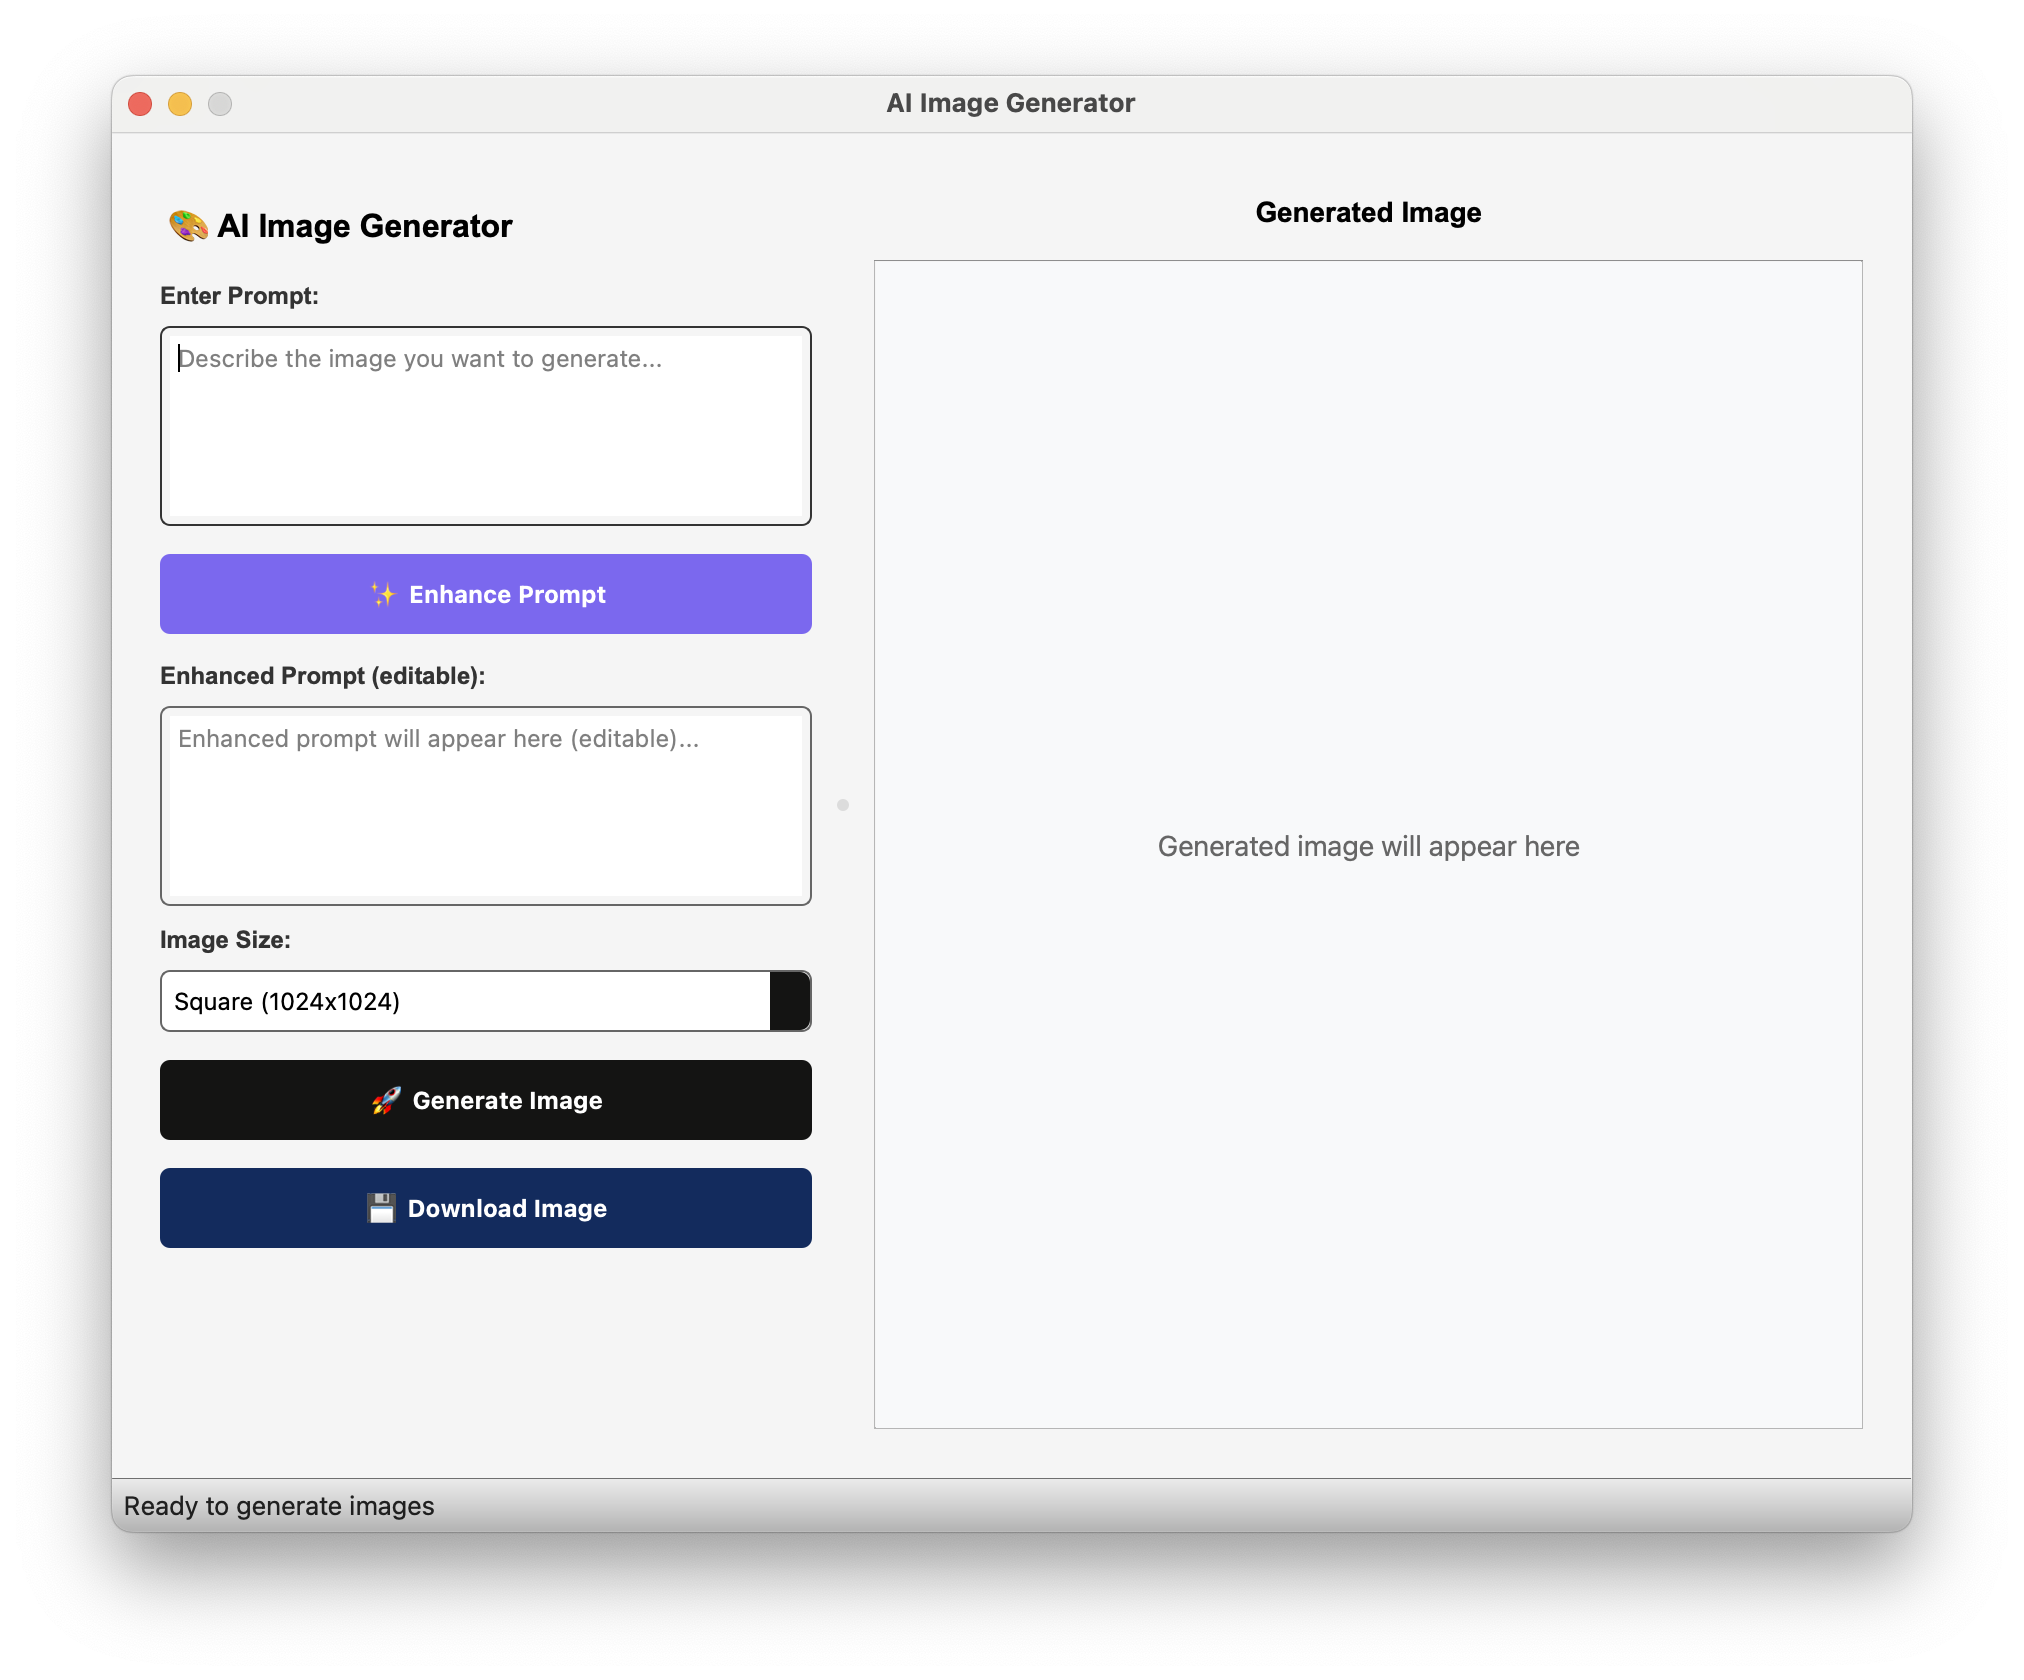 AI Image Generator
🎨 AI Image Generator
Enter Prompt:
Describe the image you want to generate...
✨ Enhance Prompt
Enhanced Prompt (editable):
Enhanced prompt will appear here (editable)...
Image Size:
Square (1024x1024)
🚀 Generate Image
💾 Download Image
Generated Image
Generated image will appear here
Ready to generate images